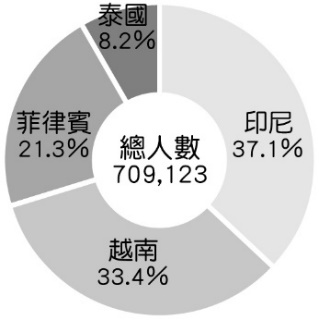 泰國
8.2%
菲律賓
21.3%
印尼
37.1%
總人數
709,123
越南
33.4%